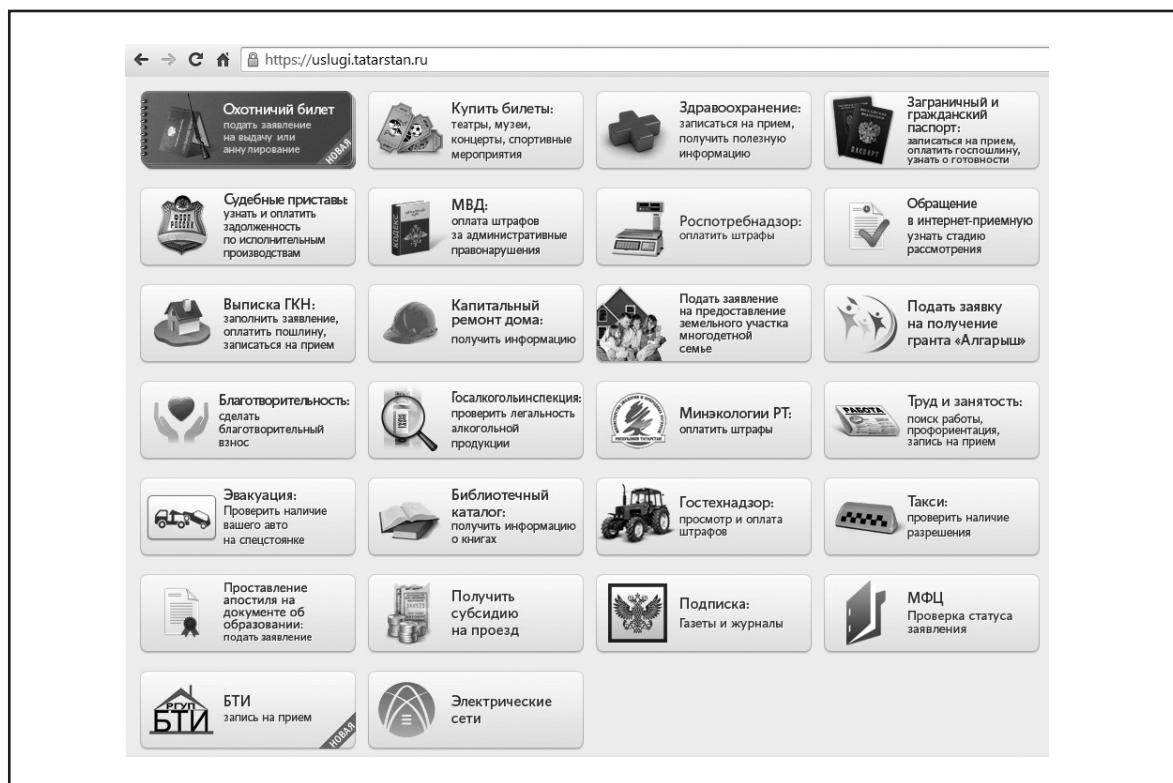 https://uslugi.tatarstan.ru
Охотничий билет
подать заявление
на выдачу или
аннулирование
НОВАЯ
Купить билеты:
театры, музеи,
концерты, спортивные
мероприятия
Здравоохранение:
записаться на прием,
получить полезную
информацию
ПАСПОРТ
Заграничный и
гражданский
паспорт:
записаться на прием,
оплатить госпошлину,
узнать о готовности
ФССП
РОССИИ
Судебные приставы:
узнать и оплатить
задолженность
по исполнительным
производствам
КОДЕКС
МВД:
оплата штрафов
за административные
правонарушения
Роспотребнадзор:
оплатить штрафы
Обращение
в интернет-приемную
узнать стадию
рассмотрения
Выписка ГКН:
заполнить заявление,
оплатить пошлину,
записаться на прием
Капитальный
ремонт дома:
получить информацию
Подать заявление
на предоставление
земельного участка
многодетной
семье
Подать заявку
на получение
гранта «Алгарыш»
Благотворительность:
сделать
благотворительный
взнос
Госалкогольинспекция:
проверить легальность
алкогольной
продукции
Минэкологии РТ:
оплатить штрафы
РАБОТА
Труд и занятость:
поиск работы,
профориентация,
запись на прием
Эвакуация:
Проверить наличие
вашего авто
на спецстоянке
Библиотечный
каталог:
получить информацию
о книгах
Гостехнадзор:
просмотр и оплата
штрафов
Такси:
проверить наличие
разрешения
Проставление
апостиля на
документе об
образовании:
подать заявление
Получить
субсидию
на проезд
Подписка:
Газеты и журналы
МФЦ
Проверка статуса
заявления
РГУП
БТИ
БТИ
запись на прием
НОВАЯ
Электрические
сети